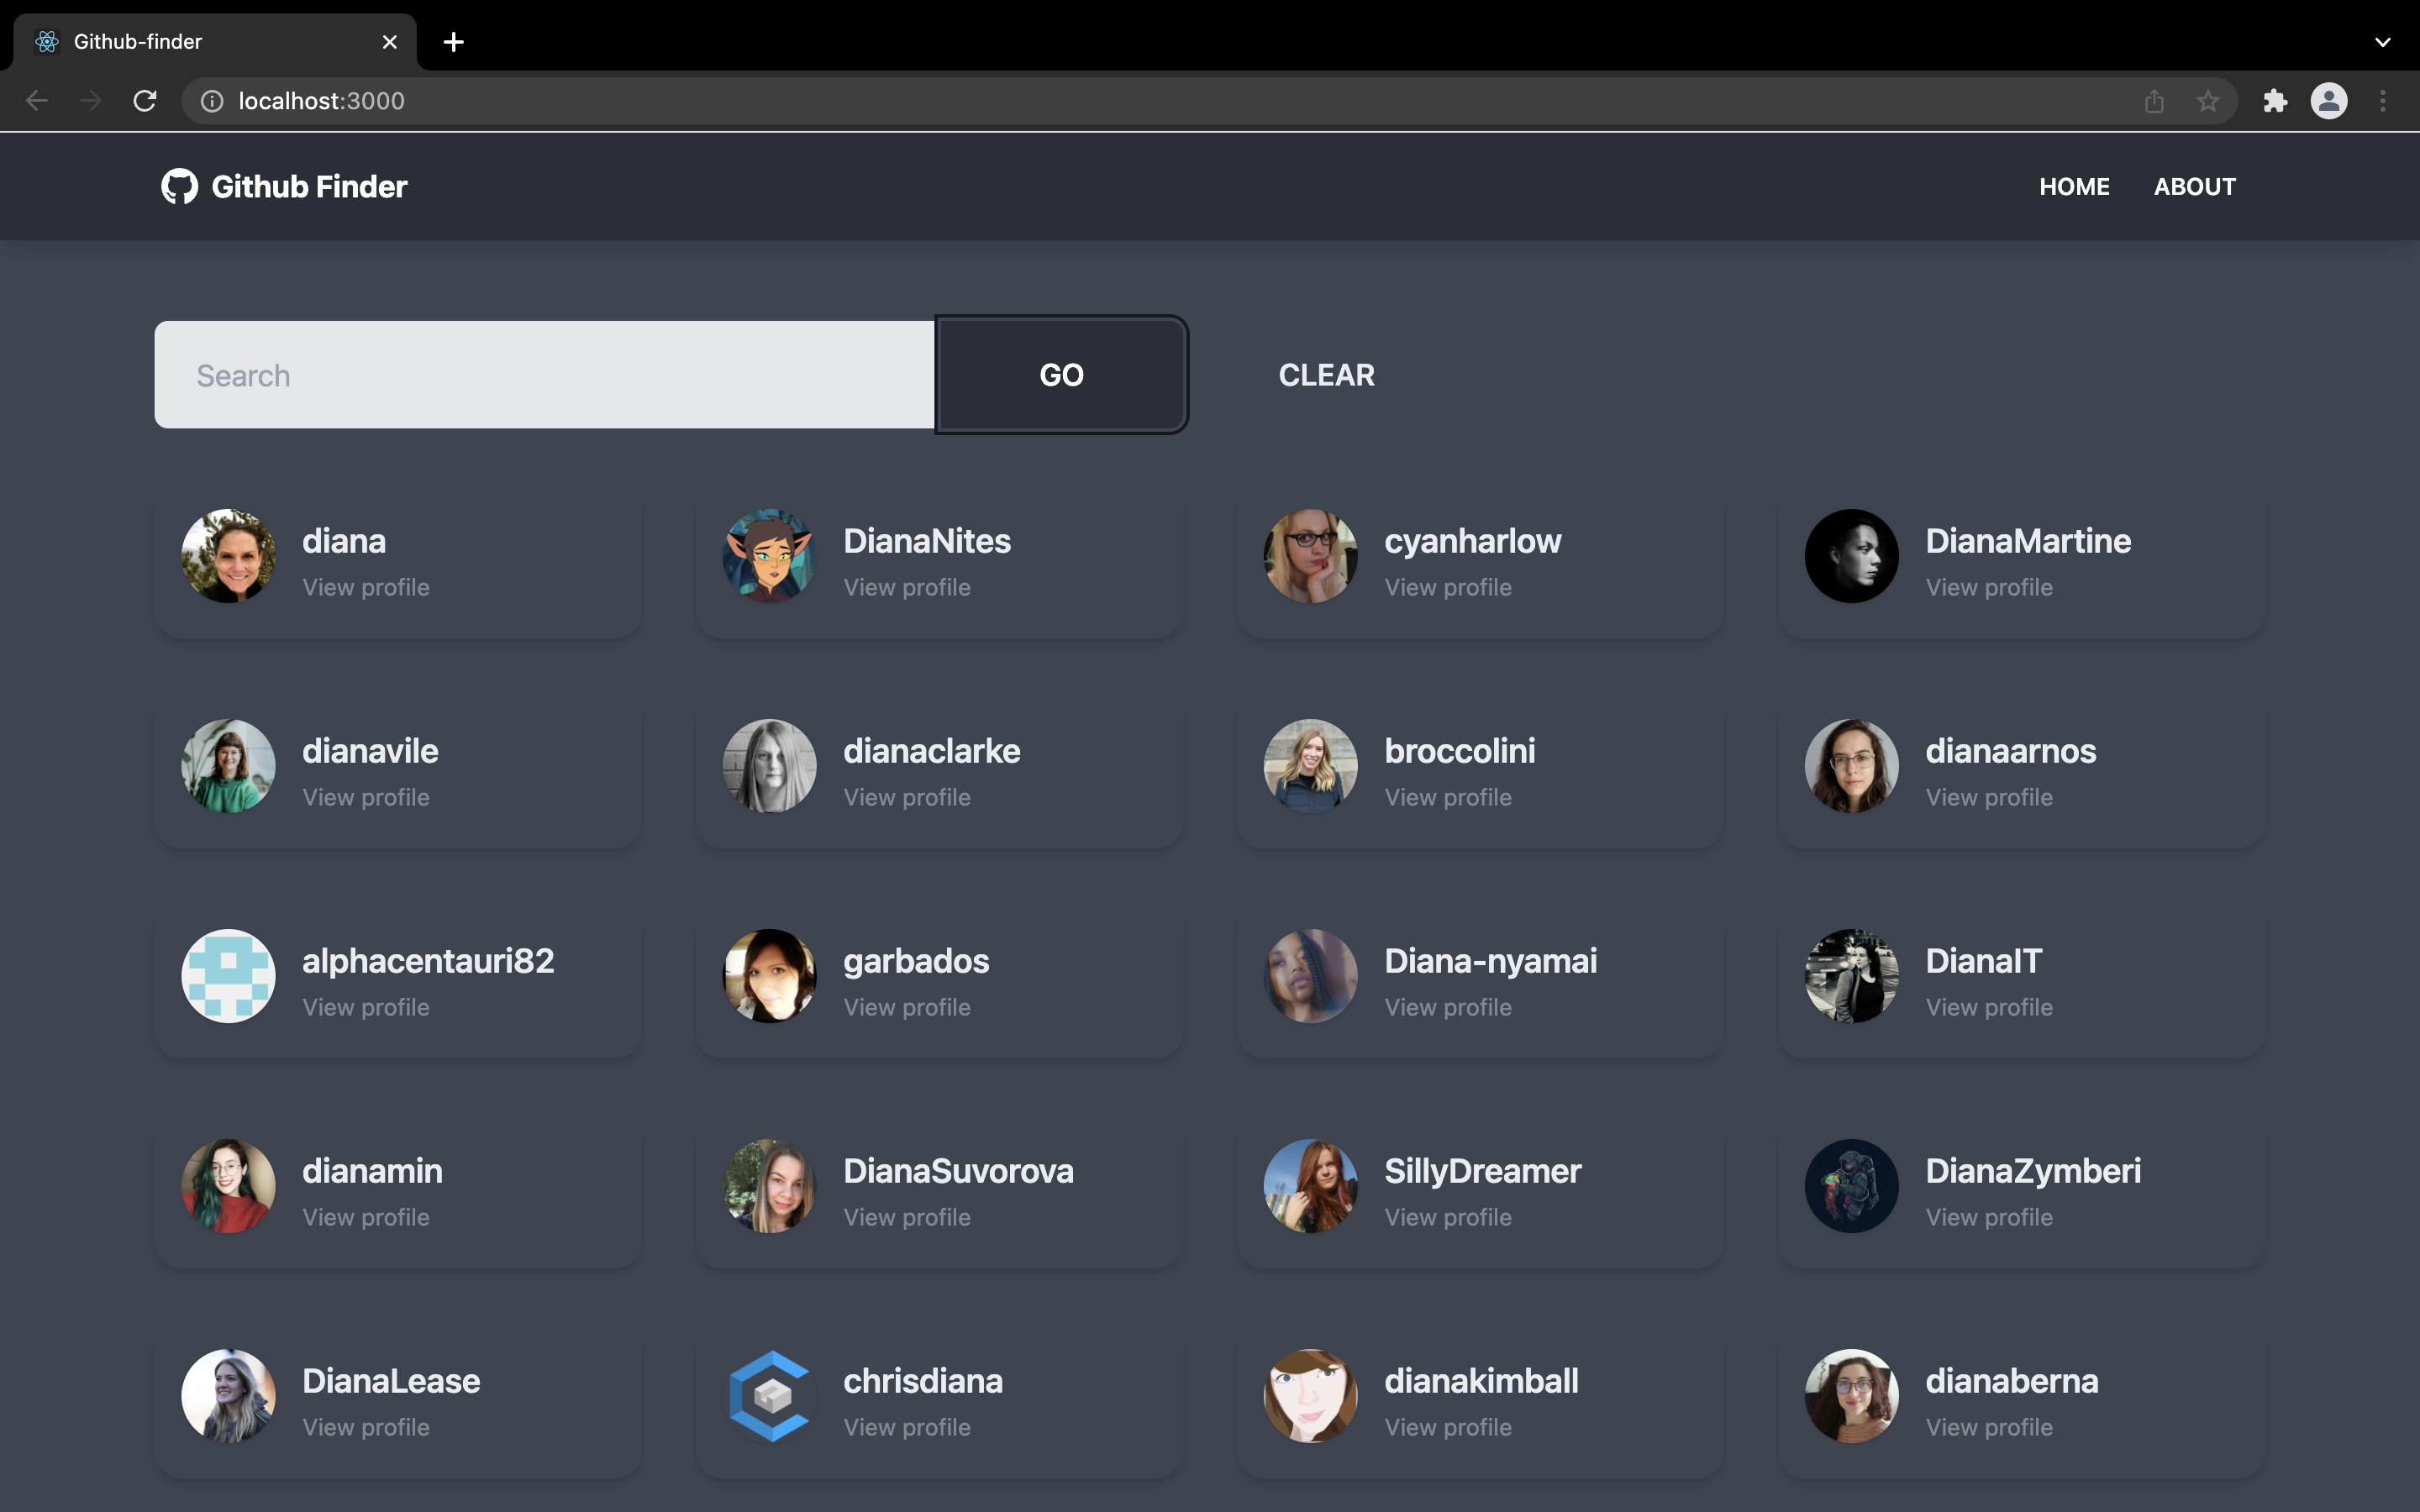 Github-finder
localhost:3000
Github Finder
HOME ABOUT
Search GO CLEAR
diana DianaNites cyanharlow DianaMartine
View profile View profile View profile View profile
dianavile dianaclarke broccolini dianaarnos
View profile View profile View profile View profile
alphacentauri82 garbados Diana-nyamai DianaIT
View profile View profile View profile View profile
dianamin DianaSuvorova SillyDreamer DianaZymberi
View profile View profile View profile View profile
DianaLease chrisdiana dianakimball dianaberna
View profile View profile View profile View profile